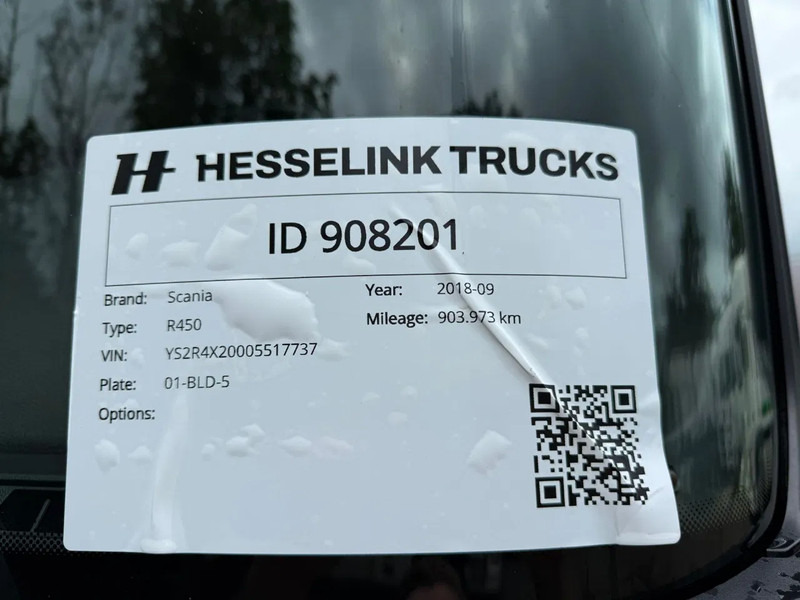 H HESSELINK TRUCKS
ID 908201
Brand: Scania
Year: 2018-09
Type: R450
Mileage: 903.973 km
VIN: YS2R4X20005517737
Plate: 01-BLD-5
Options: